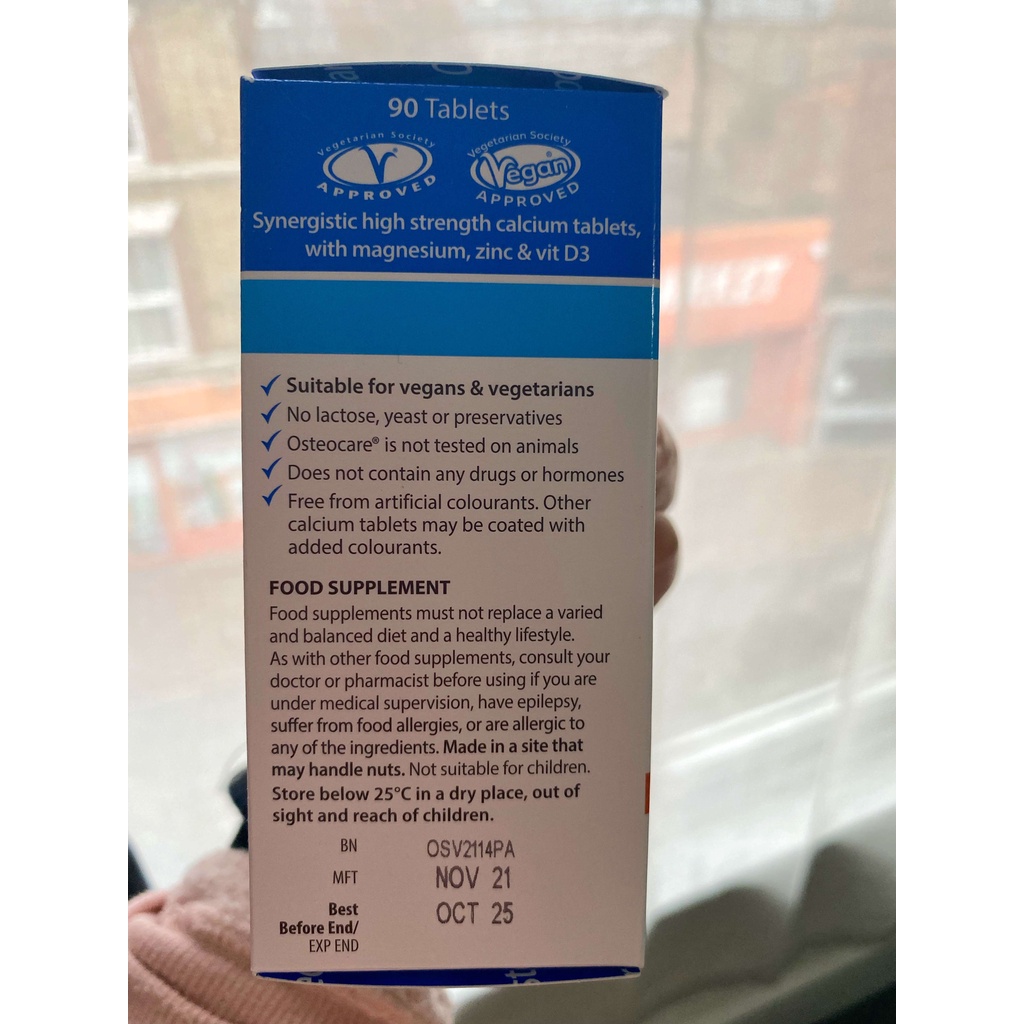 90 Tablets
Vegetarian Society
V
APPROVED
Vegetarian Society
Vegan
APPROVED
Synergistic high strength calcium tablets,
with magnesium, zinc & vit D3
Suitable for vegans & vegetarians
No lactose, yeast or preservatives
Osteocare® is not tested on animals
Does not contain any drugs or hormones
Free from artificial colourants. Other
calcium tablets may be coated with
added colourants.
FOOD SUPPLEMENT
Food supplements must not replace a varied
and balanced diet and a healthy lifestyle.
As with other food supplements, consult your
doctor or pharmacist before using if you are
under medical supervision, have epilepsy,
suffer from food allergies, or are allergic to
any of the ingredients. Made in a site that
may handle nuts. Not suitable for children.
Store below 25°C in a dry place, out of
sight and reach of children.
BN OSV2114PA
MFT NOV 21
Best OCT 25
Before End/
EXP END